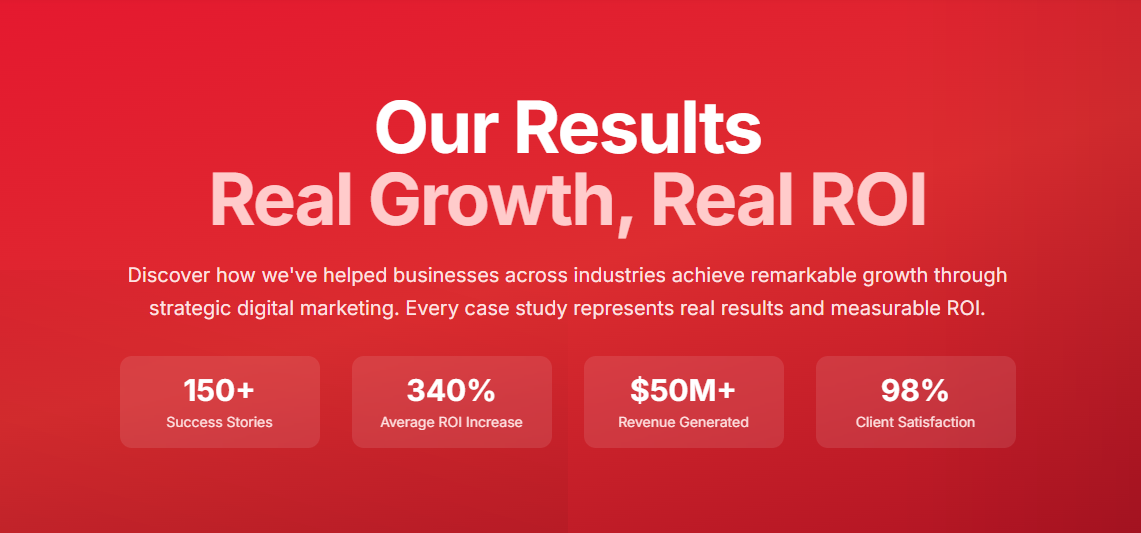 Our Results
Real Growth, Real ROI
Discover how we've helped businesses across industries achieve remarkable growth through
strategic digital marketing. Every case study represents real results and measurable ROI.
150+
Success Stories
340%
Average ROI Increase
$50M+
Revenue Generated
98%
Client Satisfaction